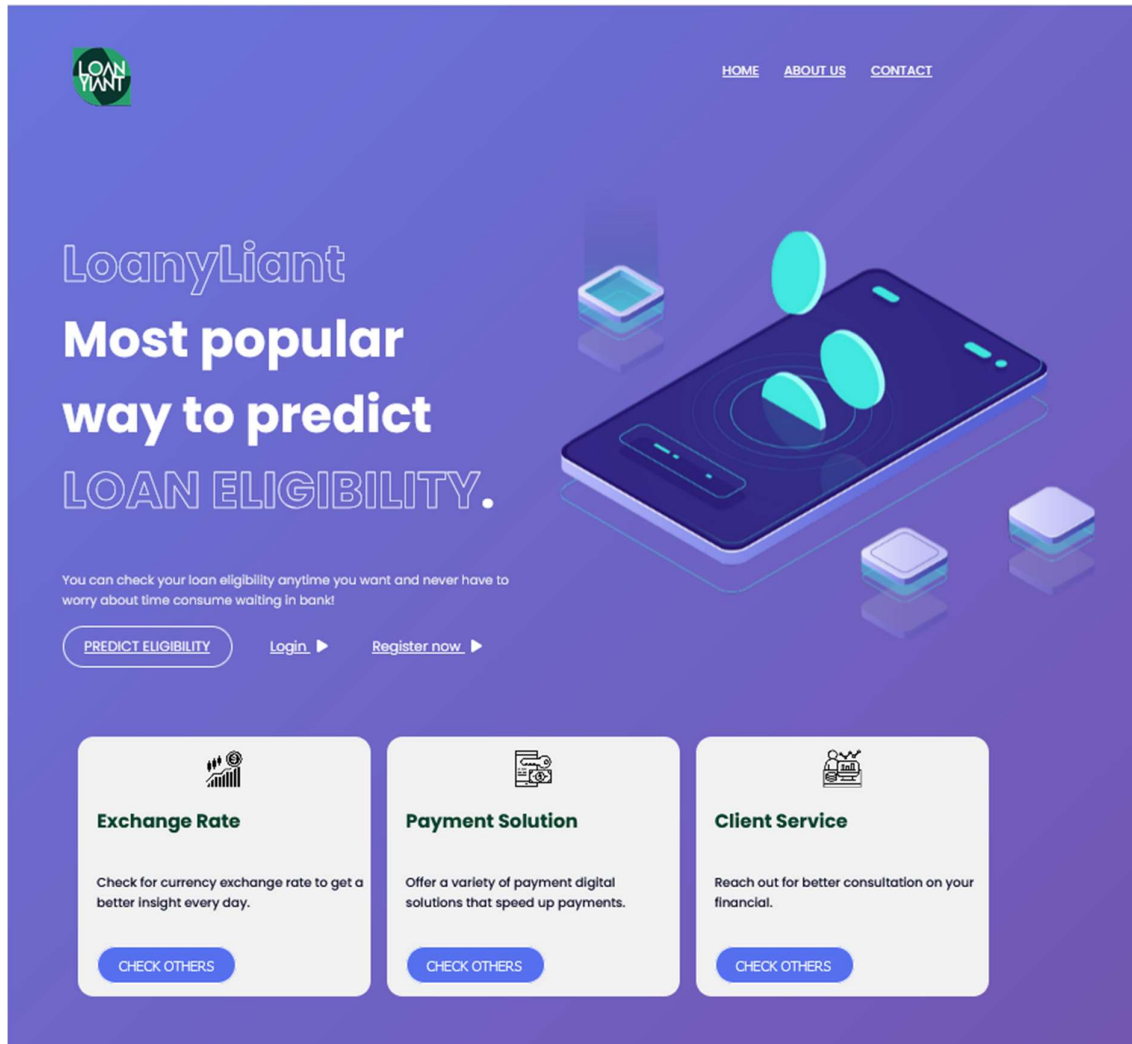 LOAN
YIANT
HOME ABOUT US CONTACT
LoanyLiant
Most popular
way to predict
LOAN ELIGIBILITY.
You can check your loan eligibility anytime you want and never have to
worry about time consume waiting in bank!
PREDICT ELIGIBILITY Login Register now
Exchange Rate Payment Solution Client Service
Check for currency exchange rate to get a
better insight every day.
Offer a variety of payment digital
solutions that speed up payments.
Reach out for better consultation on your
financial.
CHECK OTHERS CHECK OTHERS CHECK OTHERS